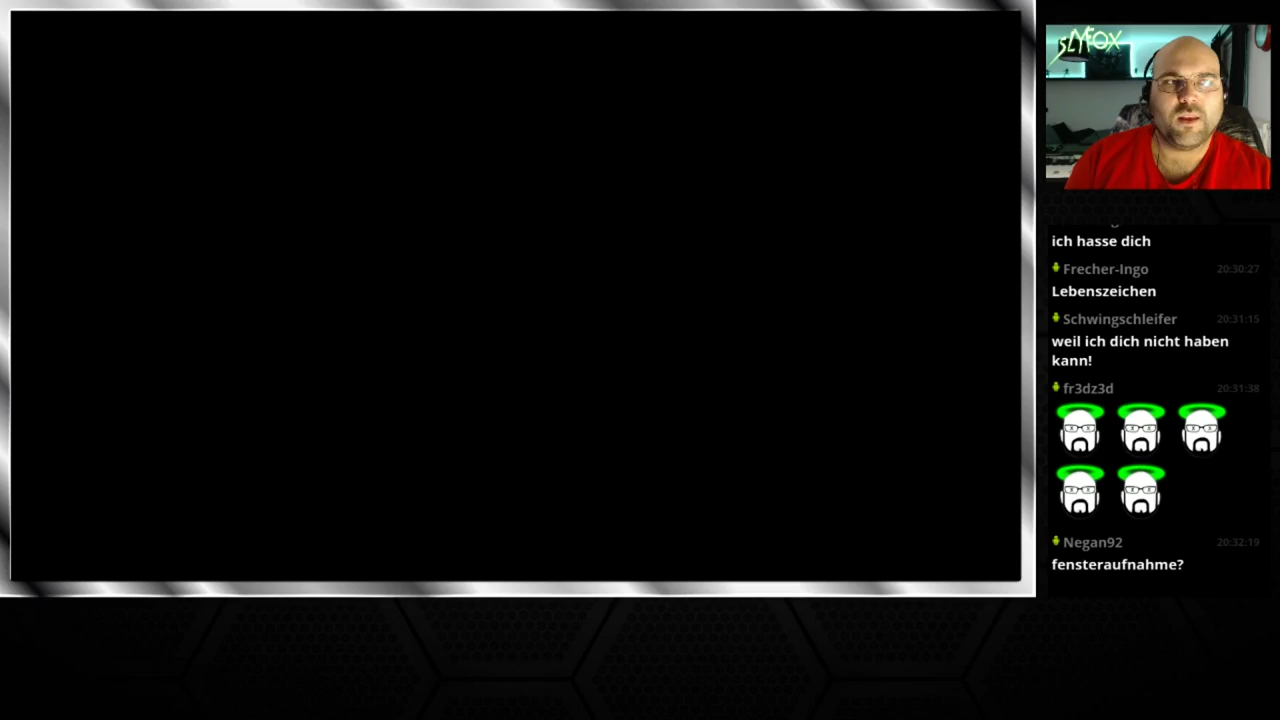 SLYFOX
ich hasse dich
Frecher-Ingo 20:30:27
Lebenszeichen
Schwingschleifer 20:31:15
weil ich dich nicht haben
kann!
fr3dz3d 20:31:38
Negan92 20:32:19
fensteraufnahme?